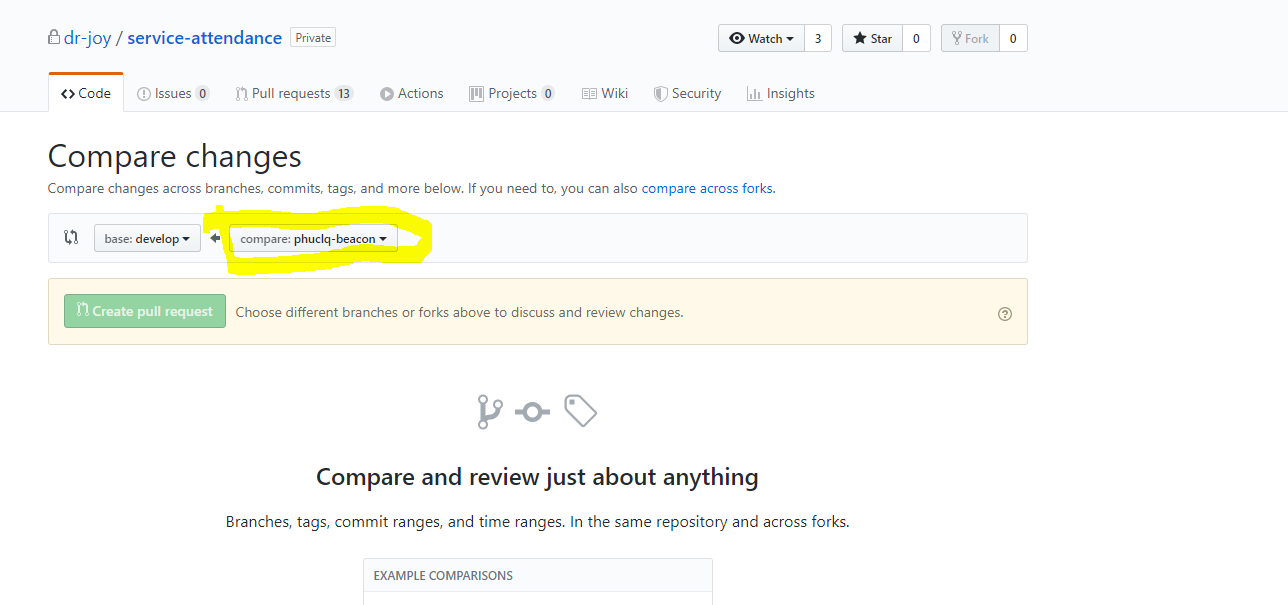 dr-joy / service-attendance Private Watch 3 Star 0 Fork 0
Code Issues 0 Pull requests 13 Actions Projects 0 Wiki Security Insights
Compare changes
Compare changes across branches, commits, tags, and more below. If you need to, you can also compare across forks.
base: develop compare: phuclq-beacon
Create pull request Choose different branches or forks above to discuss and review changes.
Compare and review just about anything
Branches, tags, commit ranges, and time ranges. In the same repository and across forks.
EXAMPLE COMPARISONS